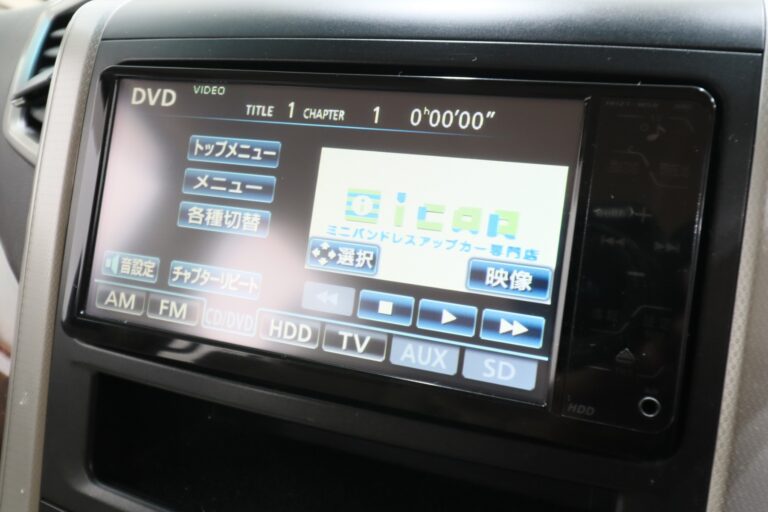 DVD VIDEO
TITLE 1 CHAPTER 1 0h00'00"
トップメニュー
メニュー
各種切替
icar
ミニバンドレスアップカー専門店
選択
映像
音設定
チャプターリピート
AM
FM
CD/DVD
HDD
TV
AUX
SD
HDD